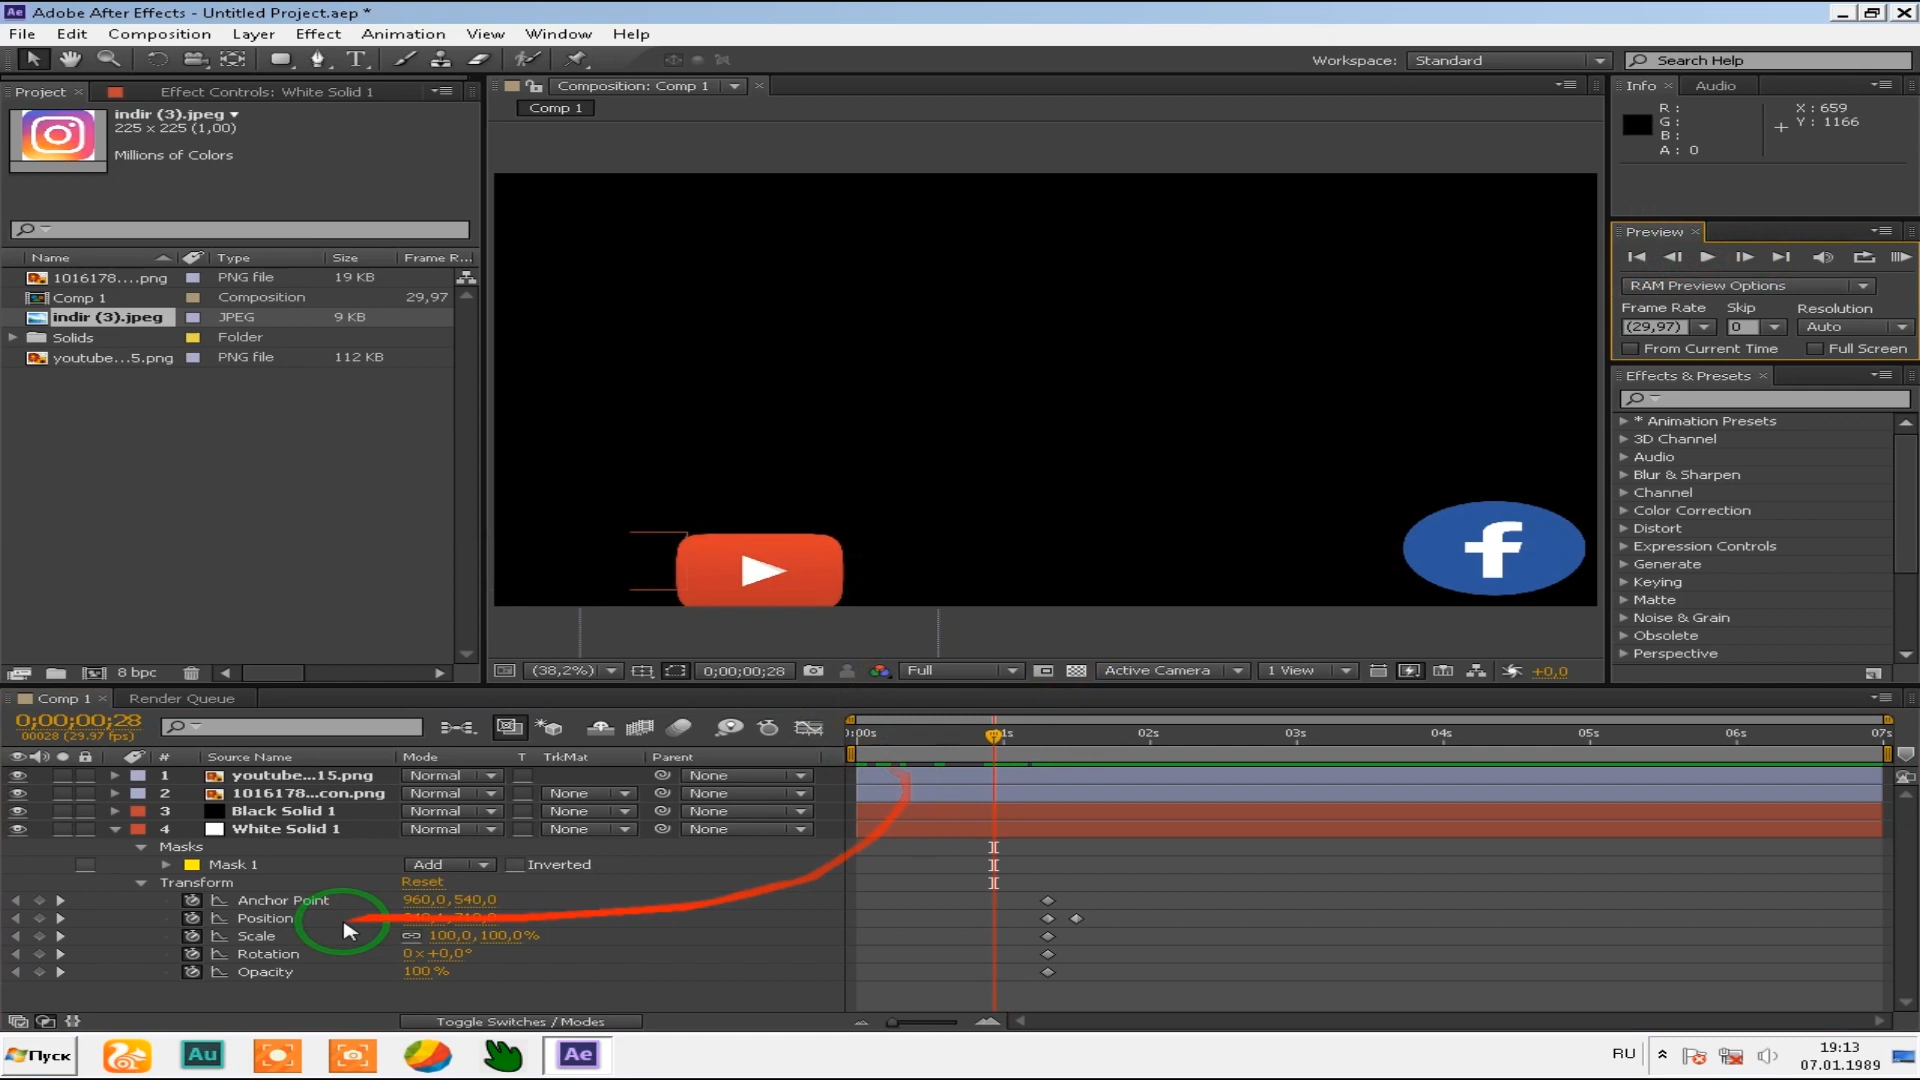 Adobe After Effects - Untitled Project.aep *
File Edit Composition Layer Effect Animation View Window Help
Workspace: Standard Search Help
Project Effect Controls: White Solid 1
indir (3).jpeg
225 x 225 (1,00)
Millions of Colors
Name Type Size Frame R...
1016178....png PNG file 19 KB
Comp 1 Composition 29,97
indir (3).jpeg JPEG 9 KB
Solids Folder
youtube...5.png PNG file 112 KB
8 bpc
Composition: Comp 1
Comp 1
(38,2%) 0;00;00;28 Full Active Camera 1 View +0,0
Info Audio
R : X : 659
G : Y : 1166
B :
A : 0
Preview
RAM Preview Options
Frame Rate Skip Resolution
(29,97) 0 Auto
From Current Time Full Screen
Effects & Presets
* Animation Presets
3D Channel
Audio
Blur & Sharpen
Channel
Color Correction
Distort
Expression Controls
Generate
Keying
Matte
Noise & Grain
Obsolete
Perspective
Comp 1 Render Queue
0;00;00;28
00028 (29.97 fps)
02s 03s 04s 05s 06s 07s
# Source Name Mode T TrkMat Parent
1 youtube...15.png Normal None
2 1016178...con.png Normal None None
3 Black Solid 1 Normal None None
4 White Solid 1 Normal None None
Masks
Mask 1 Add Inverted
Transform Reset
Anchor Point 960,0,540,0
Position
Scale 100,0,100,0%
Rotation 0x+0,0°
Opacity 100%
Toggle Switches / Modes
Пуск Au Ae RU 19:13
07.01.1989